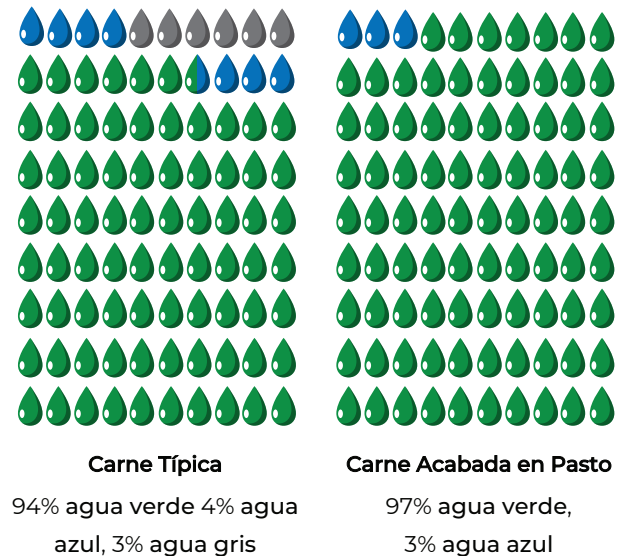 Carne Típica
94% agua verde 4% agua
azul, 3% agua gris
Carne Acabada en Pasto
97% agua verde,
3% agua azul